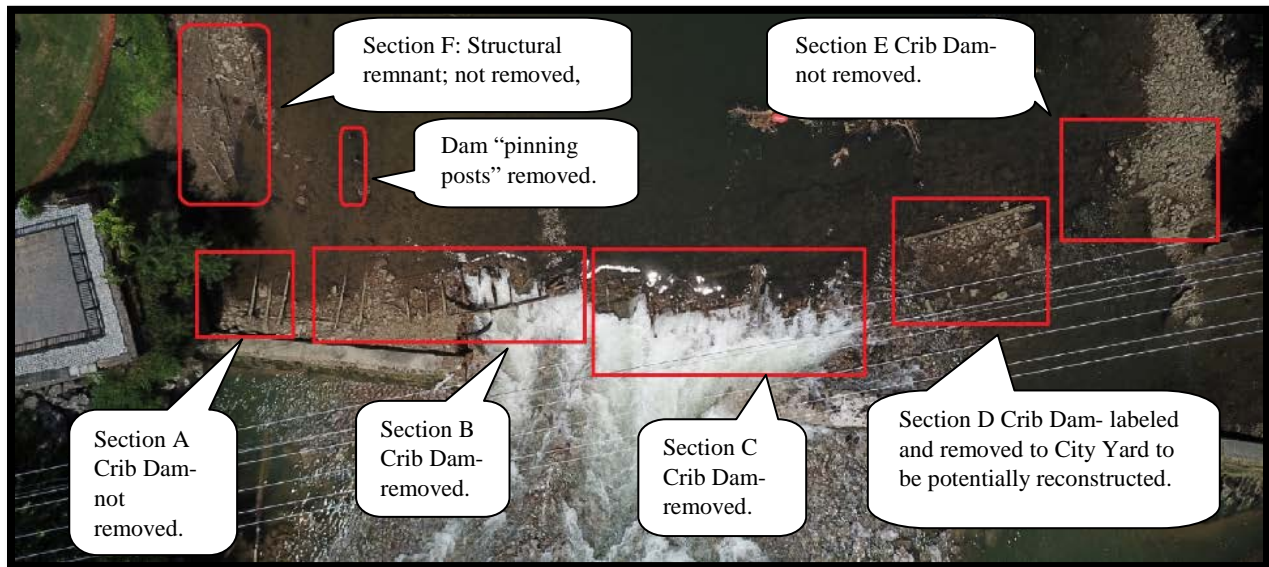 Section F: Structural
remnant; not removed,
Section E Crib Dam-
not removed.
Dam “pinning
posts” removed.
Section A
Crib Dam-
not
removed.
Section B
Crib Dam-
removed.
Section C
Crib Dam-
removed.
Section D Crib Dam- labeled
and removed to City Yard to
be potentially reconstructed.